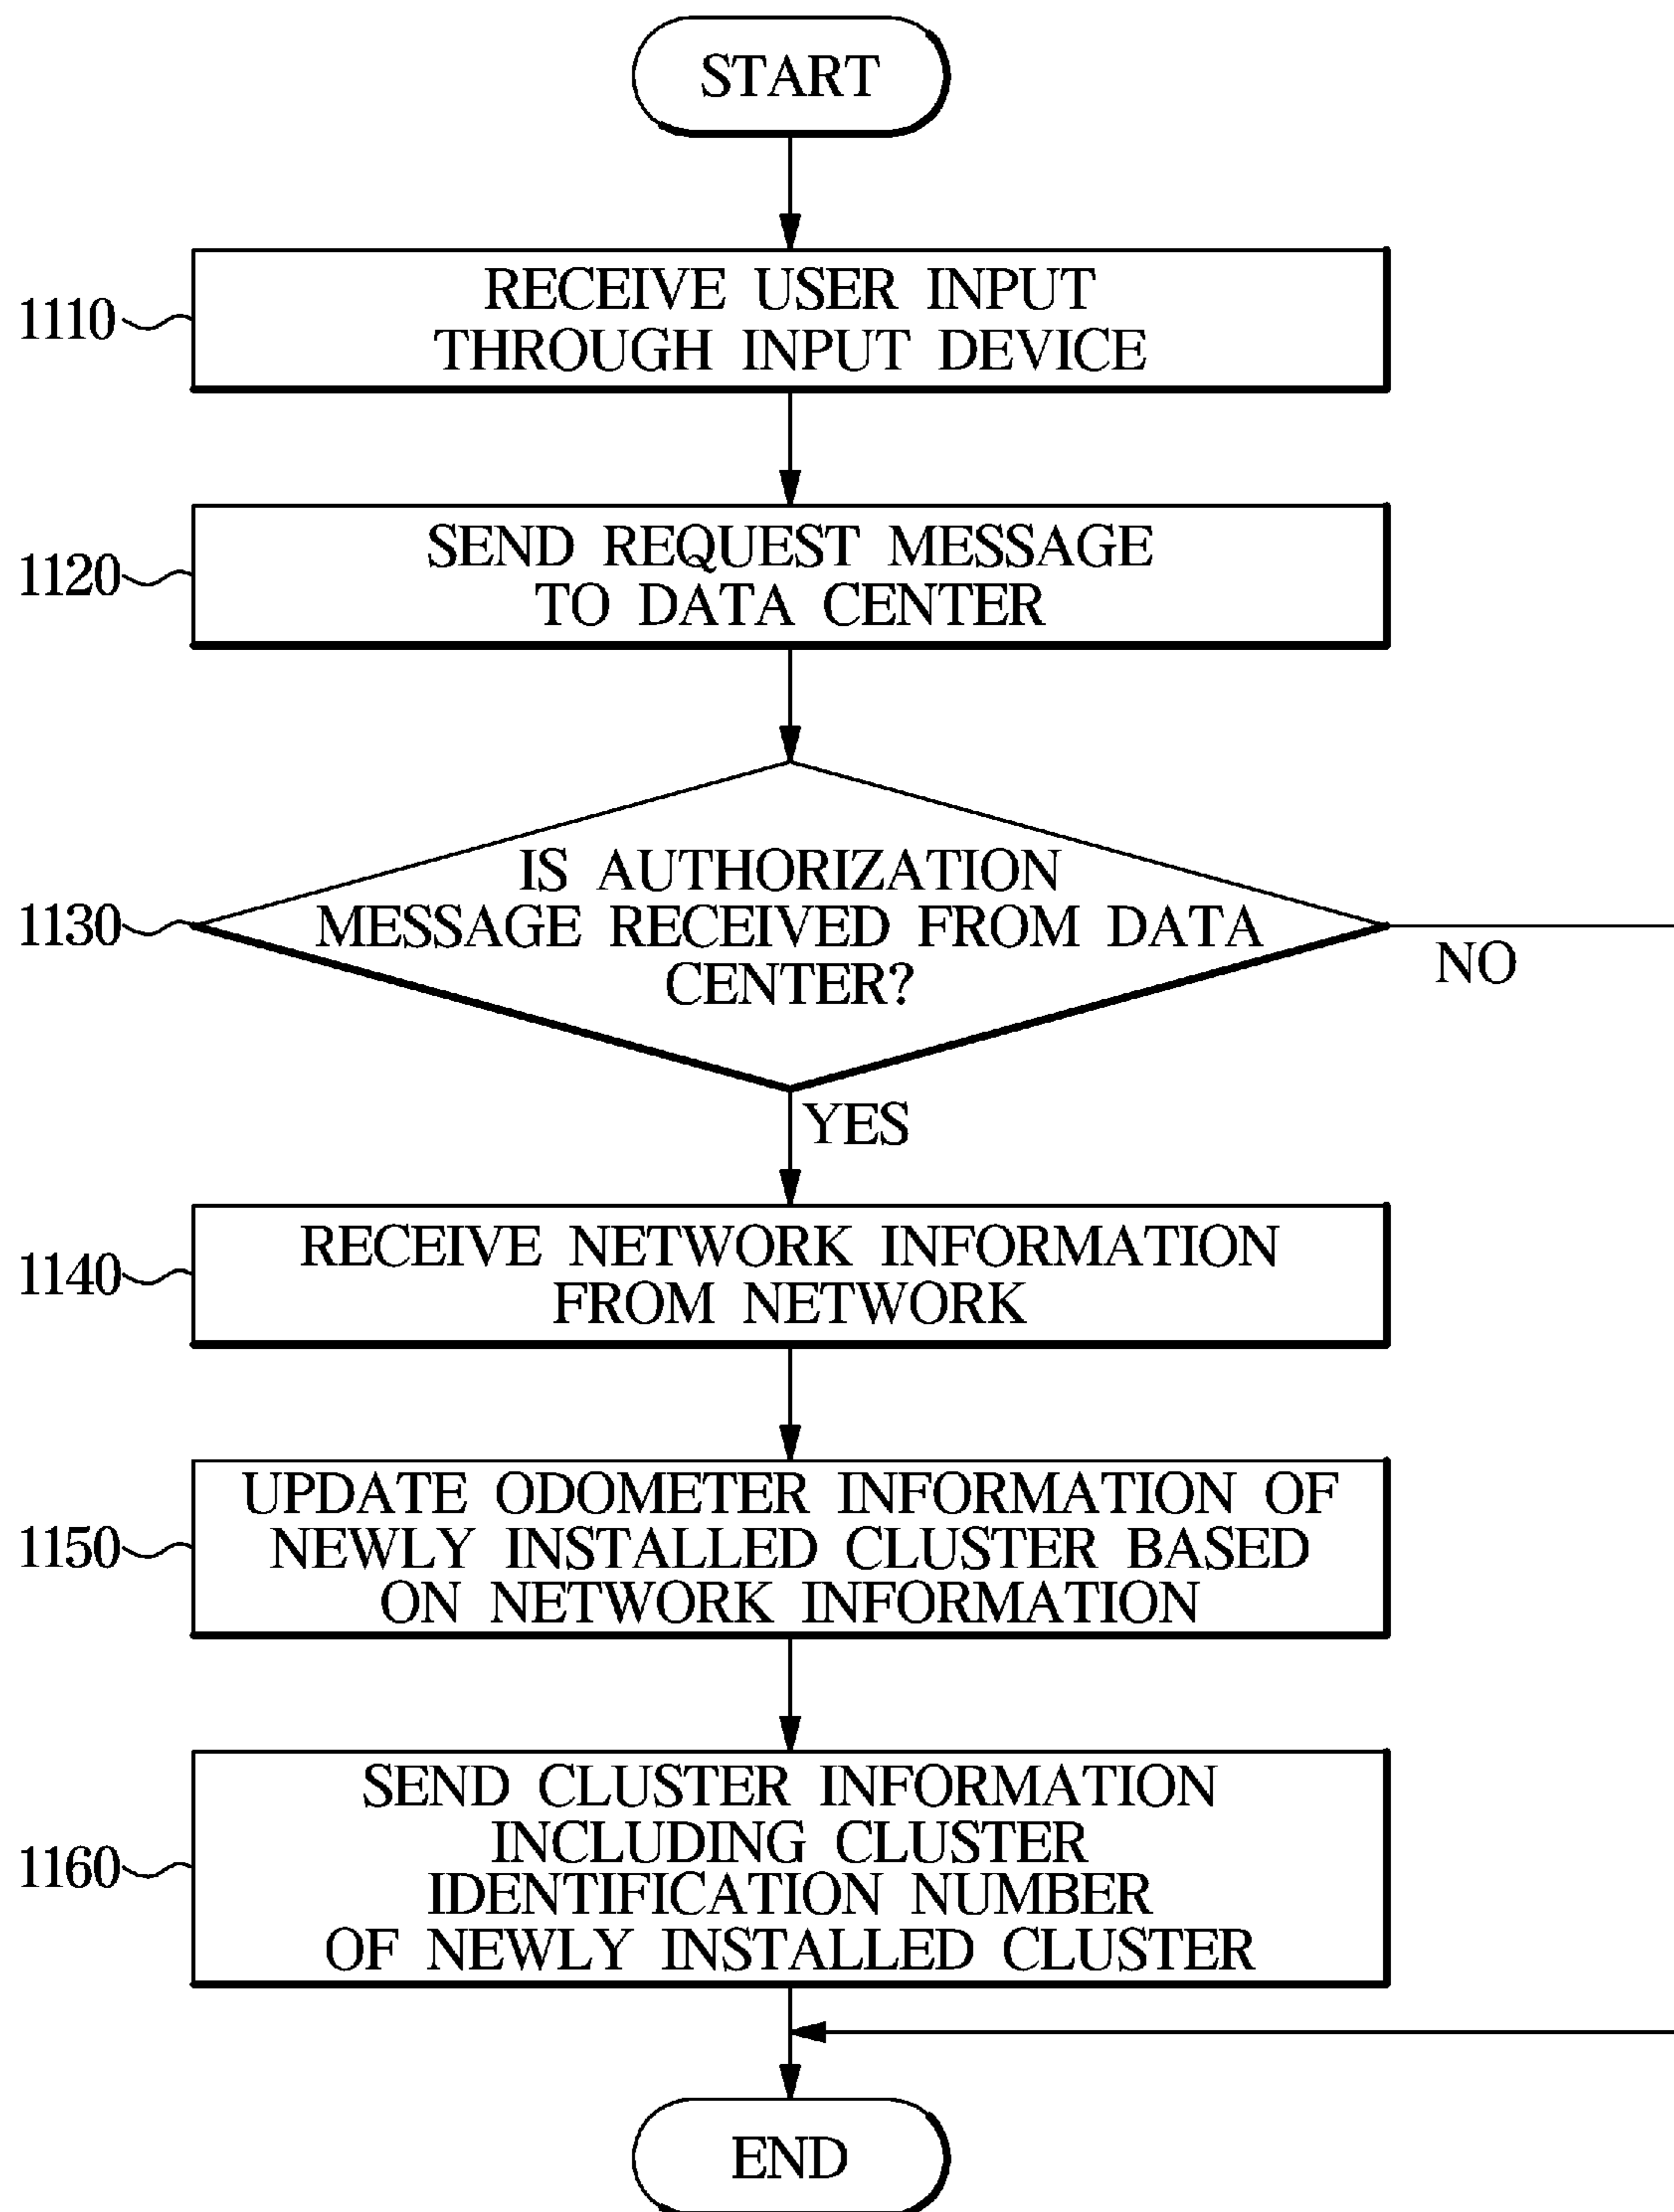 START
1110
RECEIVE USER INPUT
THROUGH INPUT DEVICE
1120
SEND REQUEST MESSAGE
TO DATA CENTER
1130
IS AUTHORIZATION
MESSAGE RECEIVED FROM DATA
CENTER?
NO
YES
1140
RECEIVE NETWORK INFORMATION
FROM NETWORK
1150
UPDATE ODOMETER INFORMATION OF
NEWLY INSTALLED CLUSTER BASED
ON NETWORK INFORMATION
1160
SEND CLUSTER INFORMATION
INCLUDING CLUSTER
IDENTIFICATION NUMBER
OF NEWLY INSTALLED CLUSTER
END